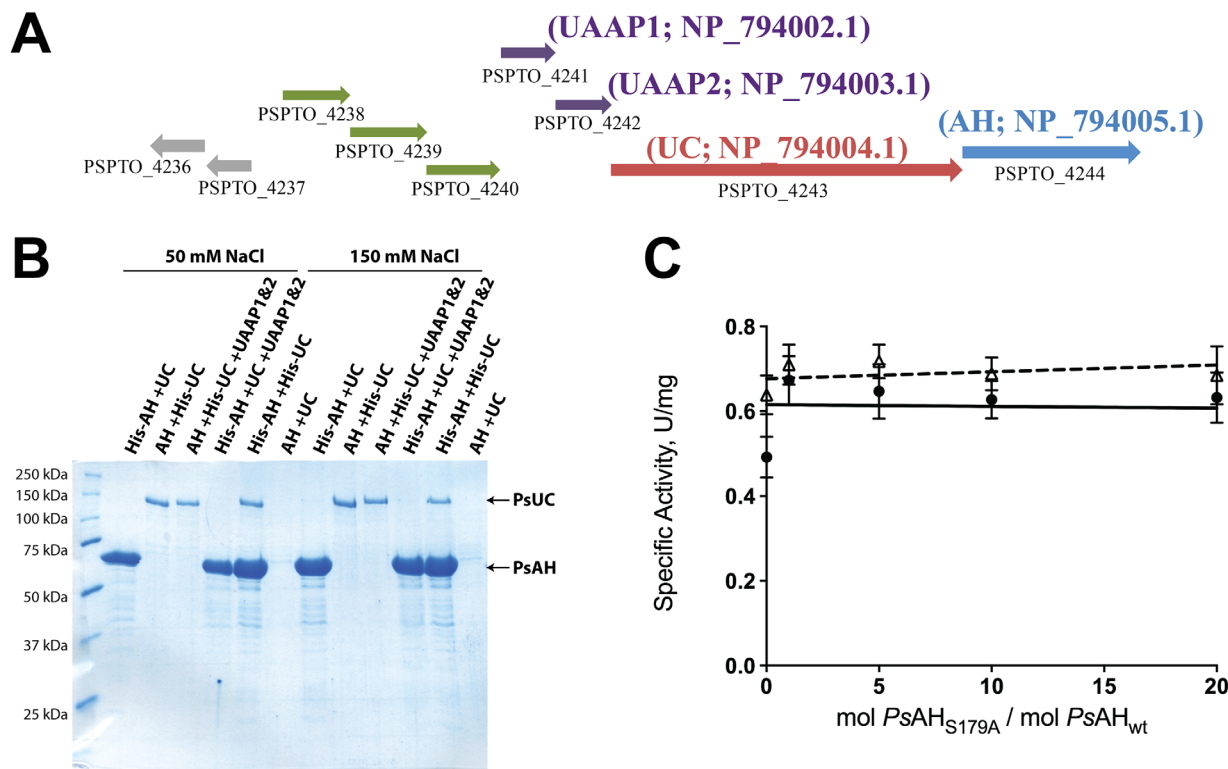 A
(UAAP1; NP_794002.1)
PSPTO_4241
(UAAP2; NP_794003.1)
PSPTO_4238
PSPTO_4242
(AH; NP_794005.1)
PSPTO_4239
(UC; NP_794004.1)
PSPTO_4236
PSPTO_4237
PSPTO_4240
PSPTO_4243
PSPTO_4244
B
50 mM NaCl
150 mM NaCl
His-AH +UC
AH +His-UC
AH +His-UC +UAAP1&2
His-AH +UC +UAAP1&2
His-AH +His-UC
AH +UC
His-AH +UC
AH +His-UC
AH +His-UC +UAAP1&2
His-AH +UC +UAAP1&2
His-AH +His-UC
AH +UC
250 kDa
150 kDa
100 kDa
75 kDa
50 kDa
37 kDa
25 kDa
PsUC
PsAH
C
Specific Activity, U/mg
0.8
0.6
0.4
0.2
0.0
0 5 10 15 20
mol PsAH_S179A / mol PsAH_wt